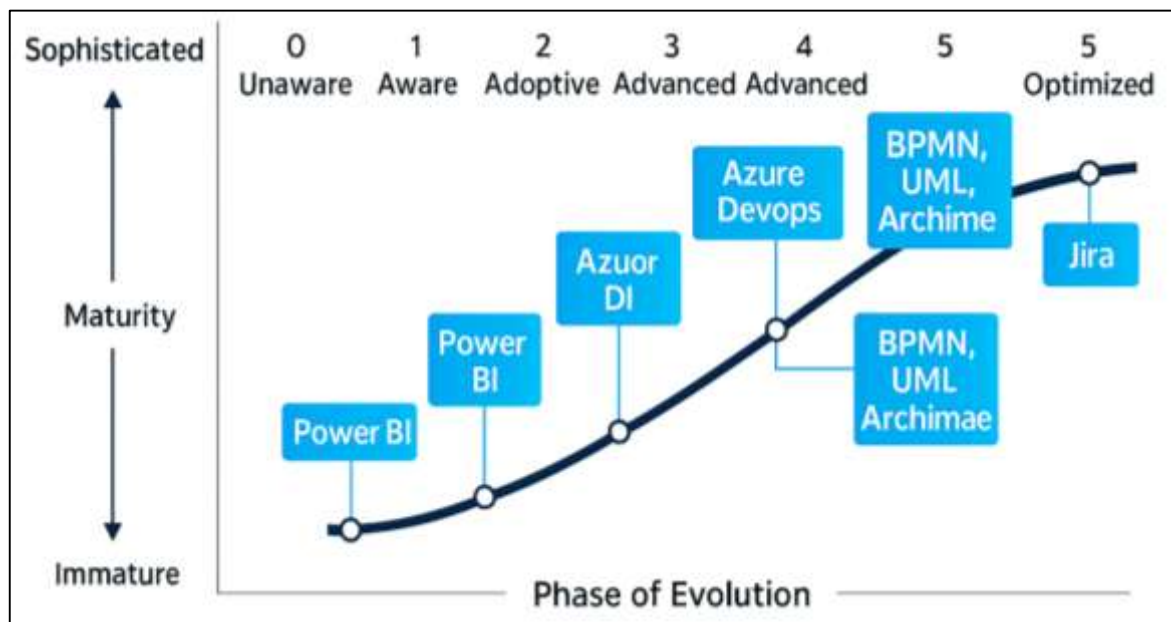 Sophisticated
0 1 2 3 4 5 5
Unaware Aware Adoptive Advanced Advanced Optimized
BPMN,
UML,
Archime
Azure
Devops
Jira
Azuor
DI
Maturity
Power
BI
BPMN,
UML
Archimae
Power BI
Immature
Phase of Evolution